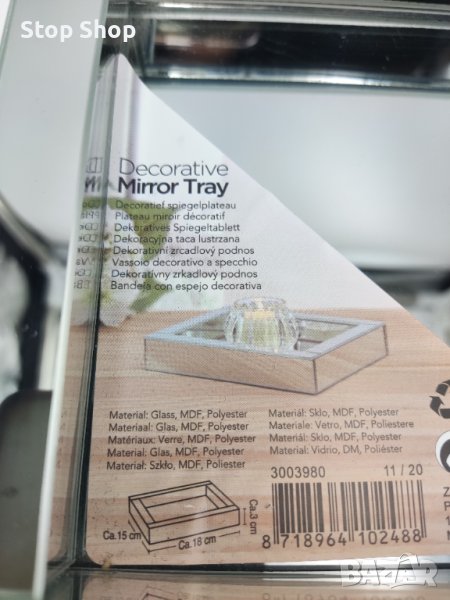 Stop Shop
Decorative
Mirror Tray
Decoratief spiegelplateau
Plateau miroir décoratif
Dekoratives Spiegeltablett
Dekoracyjna taca lustrzana
Dekorativní zrcadlový podnos
Vassoio decorativo a specchio
Dekoratívny zrkadlový podnos
Bandeja con espejo decorativa
Material: Glass, MDF, Polyester
Materiaal: Glas, MDF, Polyester
Matériaux: Verre, MDF, Polyester
Material: Glas, MDF, Polyester
Materiał: Szkło, MDF, Poliester
Materiál: Sklo, MDF, Polyester
Materiale: Vetro, MDF, Poliestere
Materiál: Sklo, MDF, Polyester
Material: Vidrio, DM, Poliéster
3003980 11 / 20
Ca.15 cm
Ca.18 cm
Ca.3 cm
8 718964 102488
bazar